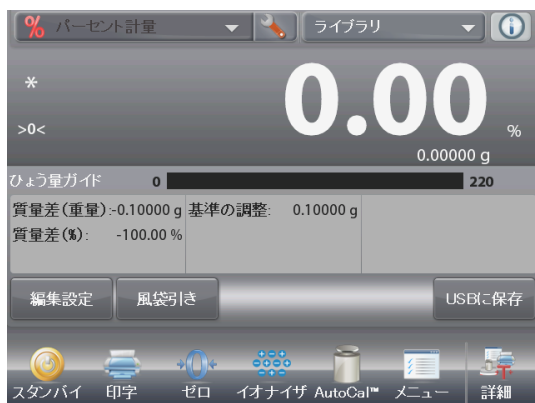 % パーセント計量 ライブラリ
*
0.00 %
>0<
0.00000 g
ひょう量ガイド 0 220
質量差(重量):-0.10000 g 基準の調整: 0.10000 g
質量差(%): -100.00 %
編集設定 風袋引き USBに保存
スタンバイ 印字 ゼロ イオナイザ AutoCal™ メニュー 詳細